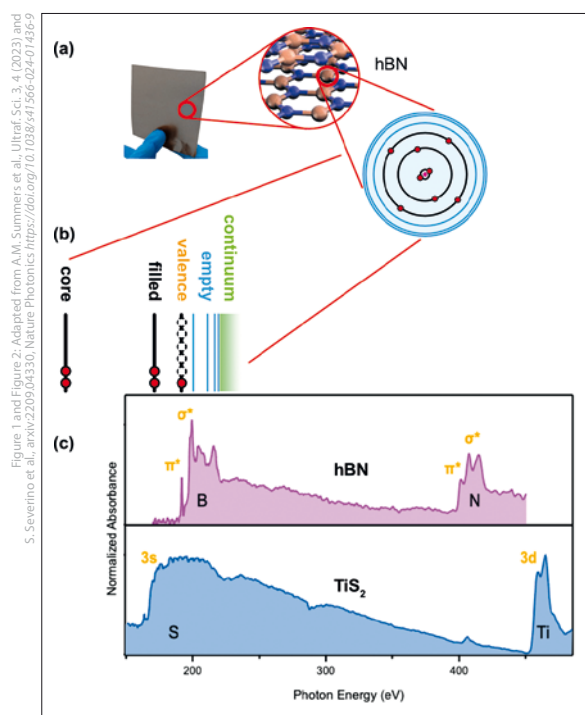 Figure 1 and Figure 2: Adapted from A.M. Summers et al., Ultraf. Sci. 3, 4 (2023) and
S. Severino et al., arxiv:2209.04330, Nature Photonics https://doi.org/10.1038/s41566-024-01436-9
(a)
hBN
(b)
core
filled
valence
empty
continuum
(c)
Normalized Absorbance
π*
σ*
B
hBN
π*
σ*
N
3s
S
TiS2
3d
Ti
200
300
400
Photon Energy (eV)